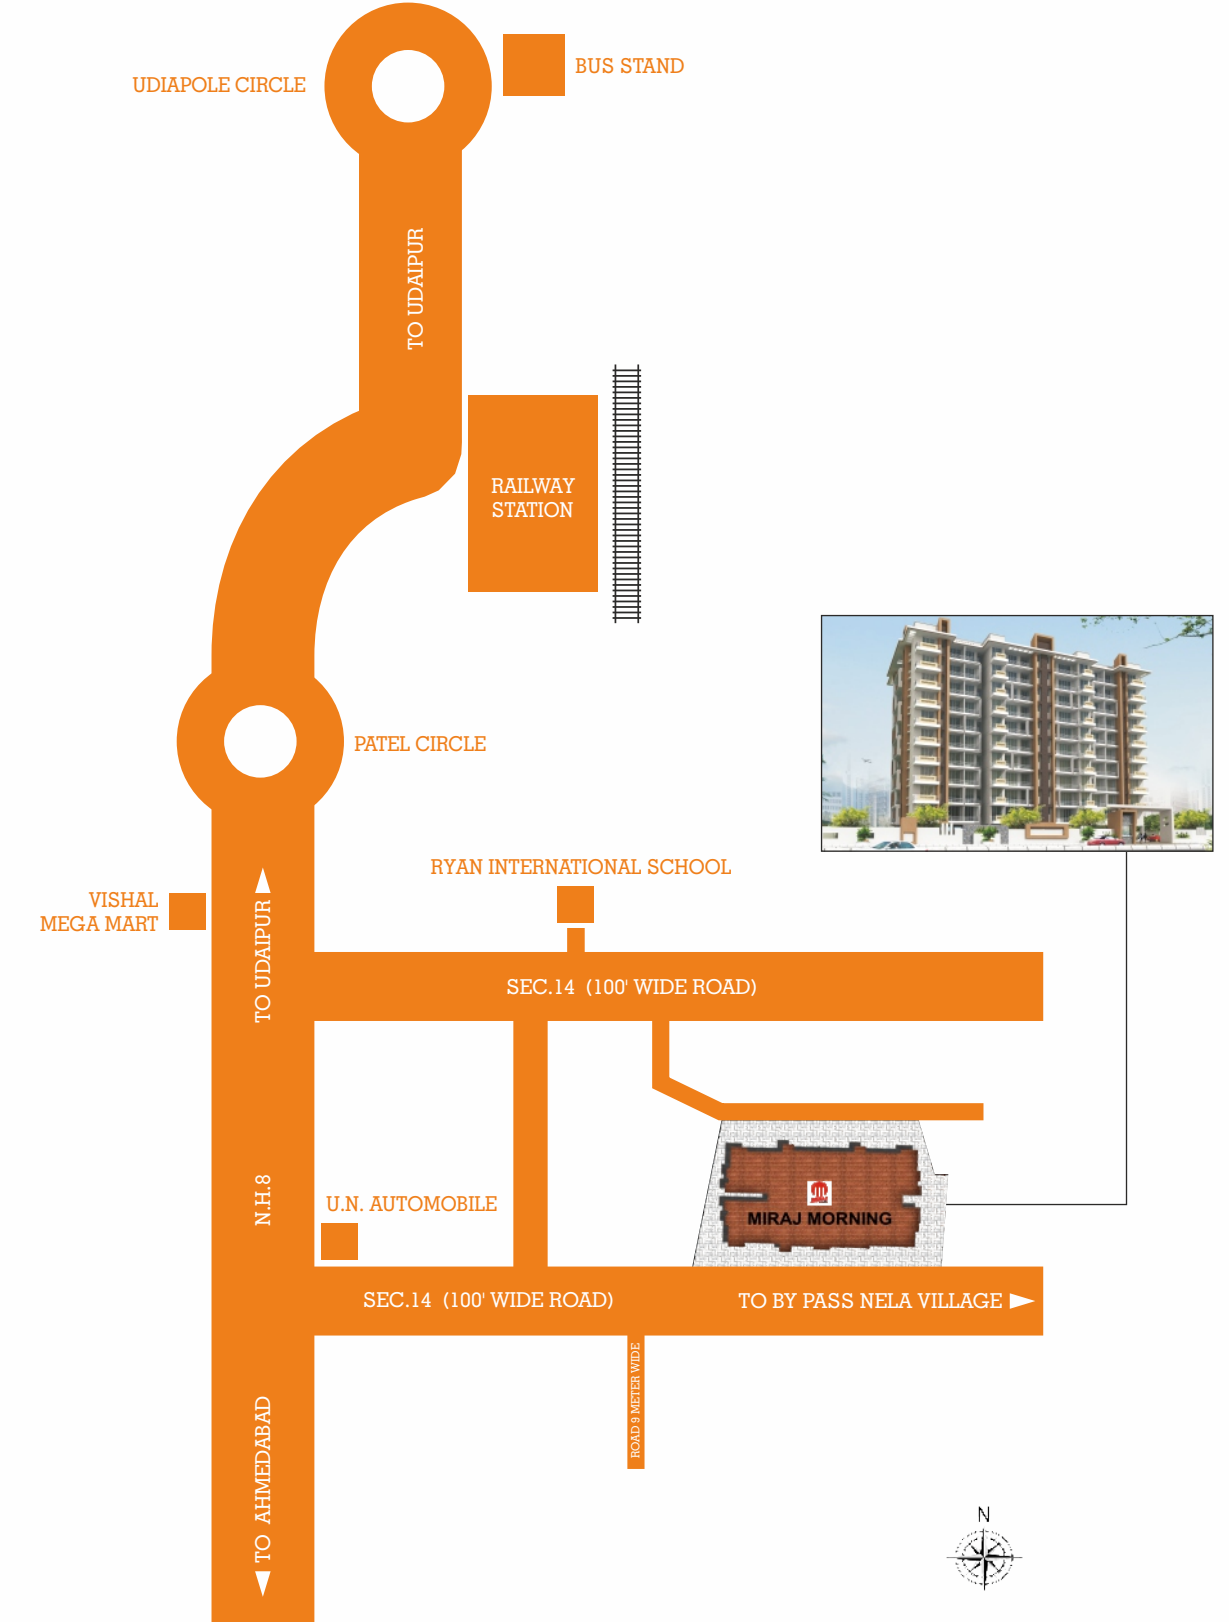 UDIAPOLE CIRCLE
BUS STAND
TO UDAIPUR
RAILWAY
STATION
PATEL CIRCLE
RYAN INTERNATIONAL SCHOOL
VISHAL
MEGA MART
TO UDAIPUR
SEC.14 (100' WIDE ROAD)
N.H.8
U.N. AUTOMOBILE
MIRAJ MORNING
SEC.14 (100' WIDE ROAD)
TO BY PASS NELA VILLAGE
ROAD 9 METER WIDE
TO AHMEDABAD
N